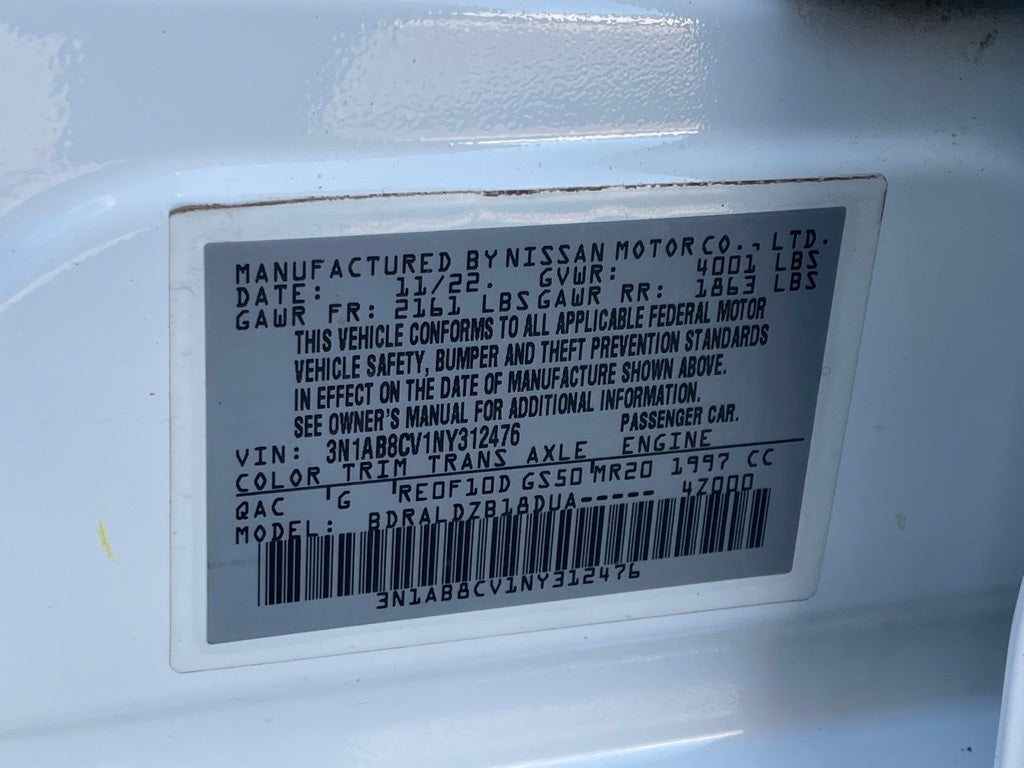 MANUFACTURED BY NISSAN MOTOR CO., LTD.
DATE: 11/22. GVWR: 4001 LBS
GAWR FR: 2161 LBS GAWR RR: 1863 LBS
THIS VEHICLE CONFORMS TO ALL APPLICABLE FEDERAL MOTOR
VEHICLE SAFETY, BUMPER AND THEFT PREVENTION STANDARDS
IN EFFECT ON THE DATE OF MANUFACTURE SHOWN ABOVE.
SEE OWNER'S MANUAL FOR ADDITIONAL INFORMATION.
VIN: 3N1AB8CV1NY312476 PASSENGER CAR.
COLOR TRIM TRANS AXLE ENGINE
QAC G RE0F10D GS50 MR20 1997 CC
MODEL: BDRALDZB18DUA----- 4Z000
3N1AB8CV1NY312476